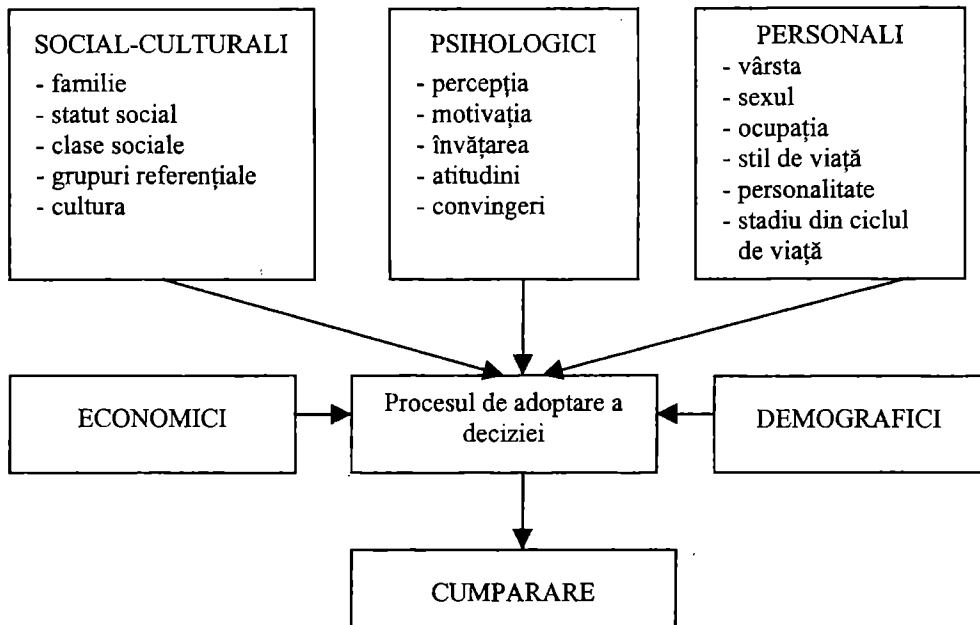 SOCIAL-CULTURALI
- familie
- statut social
- clase sociale
- grupuri referențiale
- cultura
PSIHOLOGICI
- percepția
- motivația
- învățarea
- atitudini
- convingeri
PERSONALI
- vârsta
- sexul
- ocupația
- stil de viață
- personalitate
- stadiu din ciclul
de viață
ECONOMICI
Procesul de adoptare a
deciziei
DEMOGRAFICI
CUMPARARE